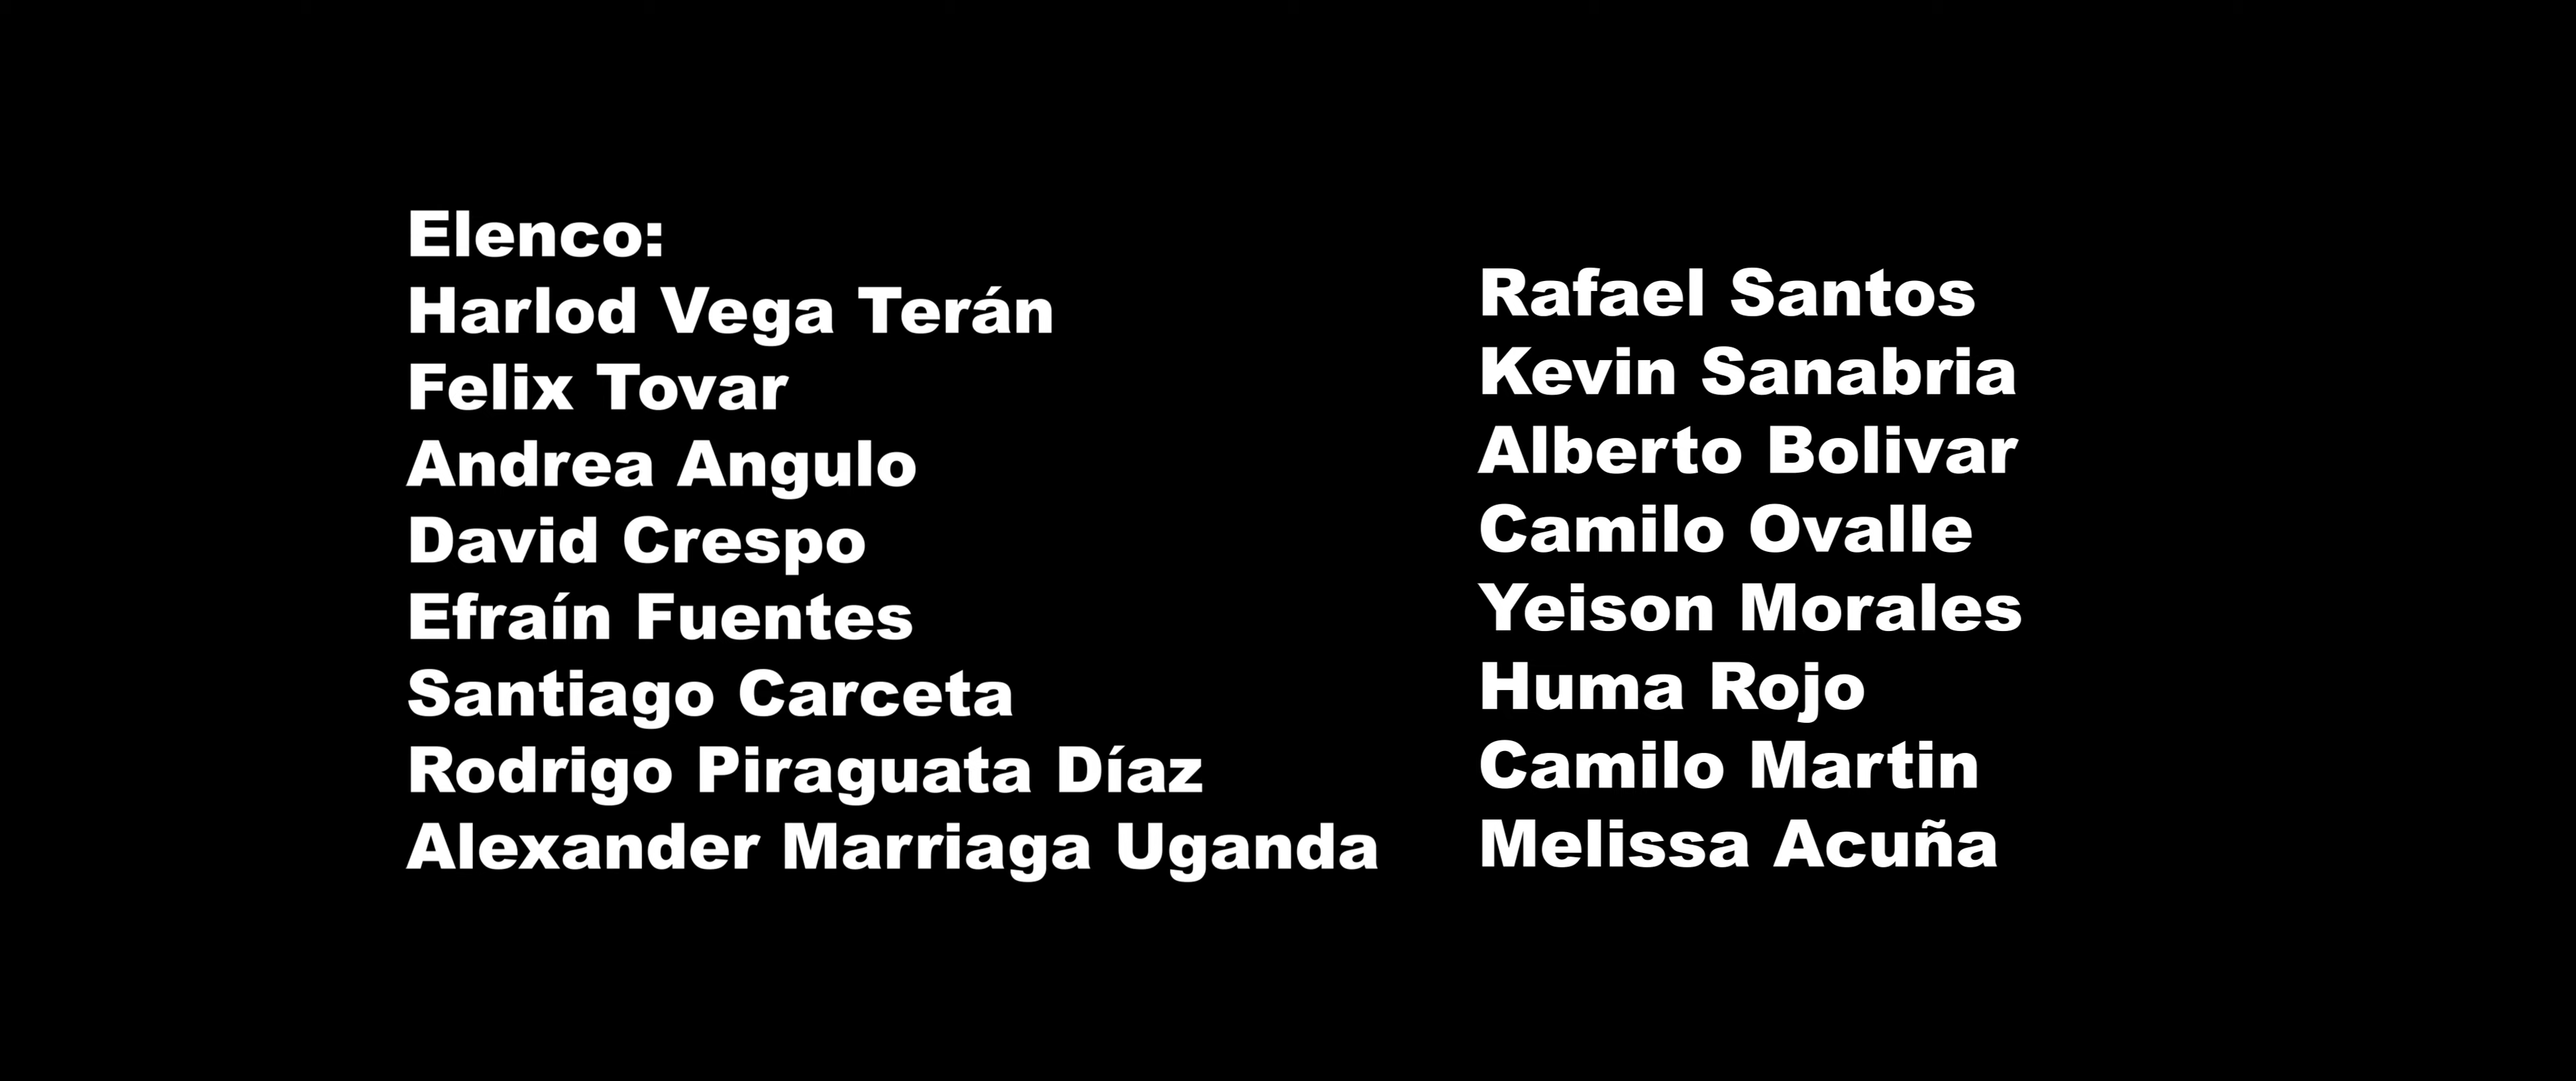 Elenco:
Harlod Vega Terán
Felix Tovar
Andrea Angulo
David Crespo
Efraín Fuentes
Santiago Carceta
Rodrigo Piraguata Díaz
Alexander Marriaga Uganda
Rafael Santos
Kevin Sanabria
Alberto Bolivar
Camilo Ovalle
Yeison Morales
Huma Rojo
Camilo Martin
Melissa Acuña